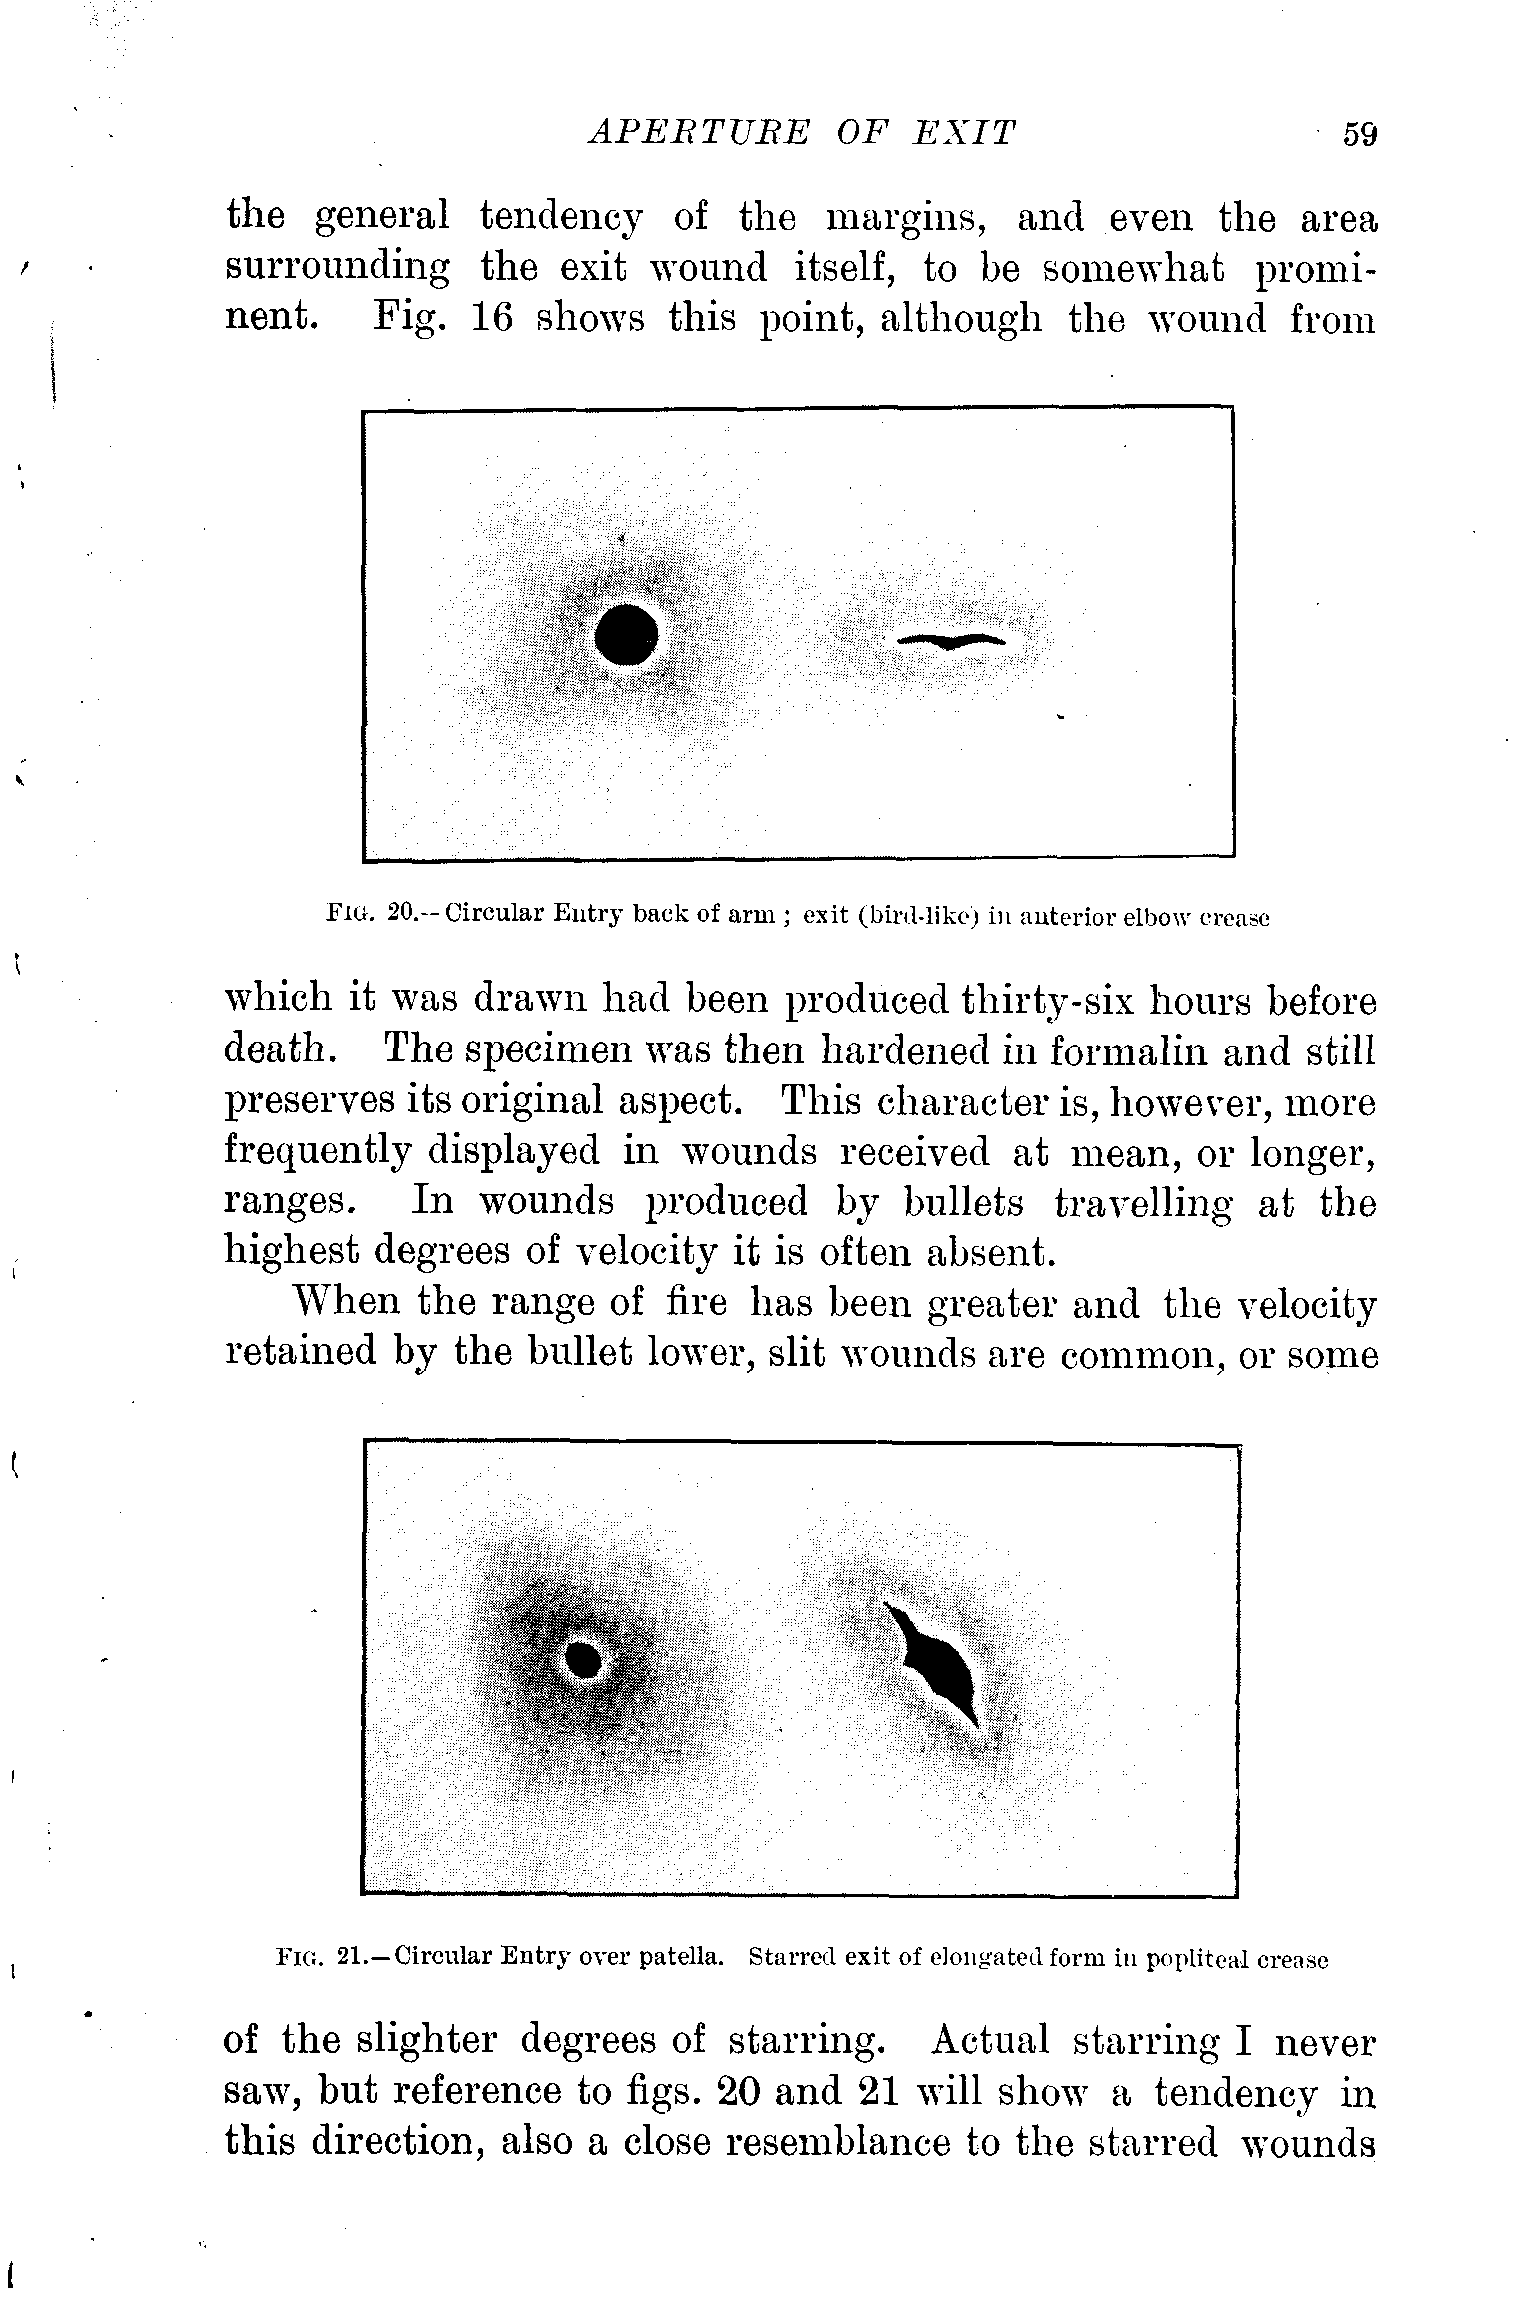 APERTURE OF EXIT 59
the general tendency of the margins, and even the area
surrounding the exit wound itself, to be somewhat promi-
nent. Fig. 16 shows this point, although the wound from
FIG. 20.--Circular Entry back of arm; exit (bird-like) in anterior elbow crease
which it was drawn had been produced thirty-six hours before
death. The specimen was then hardened in formalin and still
preserves its original aspect. This character is, however, more
frequently displayed in wounds received at mean, or longer,
ranges. In wounds produced by bullets travelling at the
highest degrees of velocity it is often absent.
When the range of fire has been greater and the velocity
retained by the bullet lower, slit wounds are common, or some
FIG. 21.—Circular Entry over patella. Starred exit of elongated form in popliteal crease
of the slighter degrees of starring. Actual starring I never
saw, but reference to figs. 20 and 21 will show a tendency in
this direction, also a close resemblance to the starred wounds